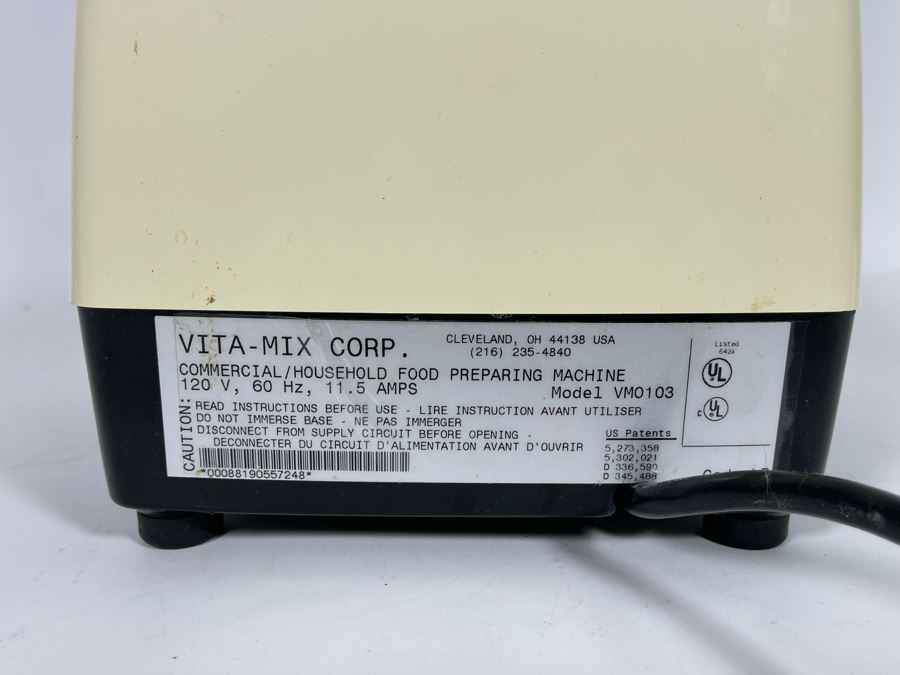 VITA-MIX CORP.
CLEVELAND, OH 44138 USA
(216) 235-4840
COMMERCIAL/HOUSEHOLD FOOD PREPARING MACHINE
120 V, 60 Hz, 11.5 AMPS
Model VM0103
CAUTION:
READ INSTRUCTIONS BEFORE USE - LIRE INSTRUCTION AVANT UTILISER
DO NOT IMMERSE BASE - NE PAS IMMERGER
DISCONNECT FROM SUPPLY CIRCUIT BEFORE OPENING -
DECONNECTER DU CIRCUIT D'ALIMENTATION AVANT D'OUVRIR
*00088190557248*
US Patents
5,273,358
5,302,021
D 336,590
D 345,488
Listed
642A
UL
c UL